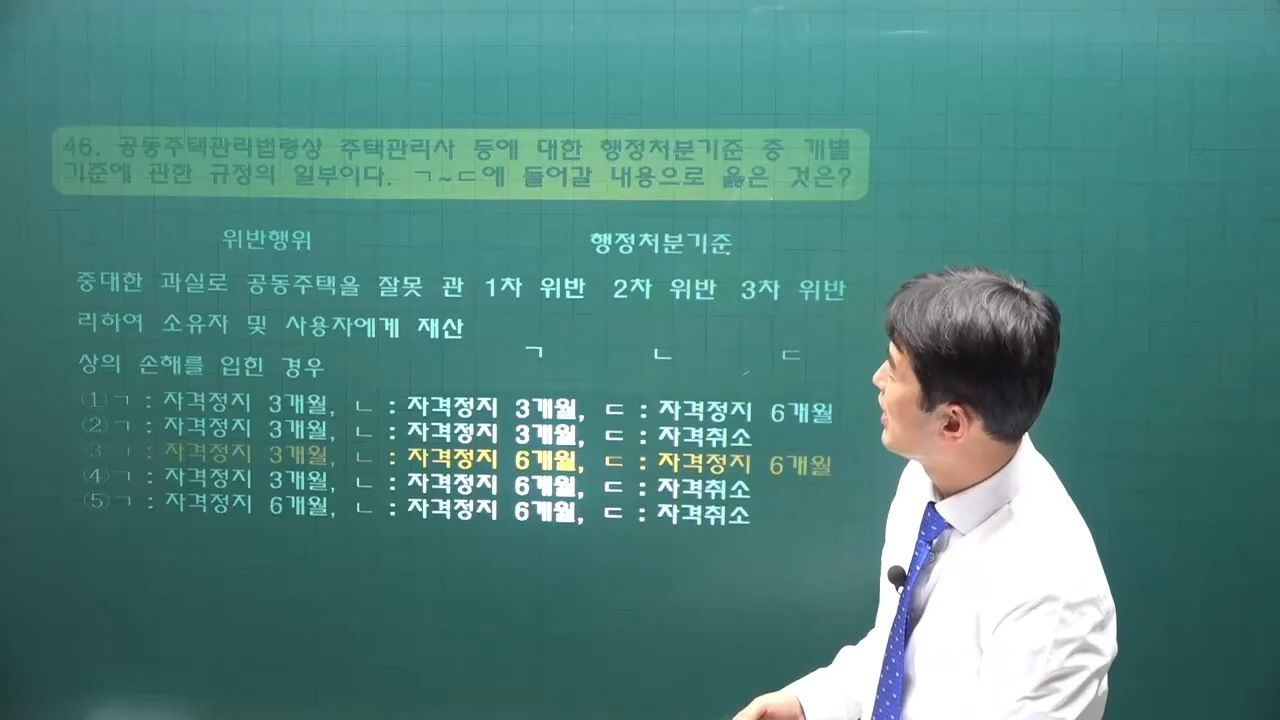 46. 공동주택관리법령상 주택관리사 등에 대한 행정처분기준 중 개별
기준에 관한 규정의 일부이다. ㄱ~ㄷ에 들어갈 내용으로 옳은 것은?
위반행위 행정처분기준
중대한 과실로 공동주택을 잘못 관 1차 위반 2차 위반 3차 위반
리하여 소유자 및 사용자에게 재산
ㄱ ㄴ ㄷ
상의 손해를 입힌 경우
①ㄱ : 자격정지 3개월, ㄴ : 자격정지 3개월, ㄷ : 자격정지 6개월
②ㄱ : 자격정지 3개월, ㄴ : 자격정지 3개월, ㄷ : 자격취소
③ㄱ : 자격정지 3개월, ㄴ : 자격정지 6개월, ㄷ : 자격정지 6개월
④ㄱ : 자격정지 3개월, ㄴ : 자격정지 6개월, ㄷ : 자격취소
⑤ㄱ : 자격정지 6개월, ㄴ : 자격정지 6개월, ㄷ : 자격취소